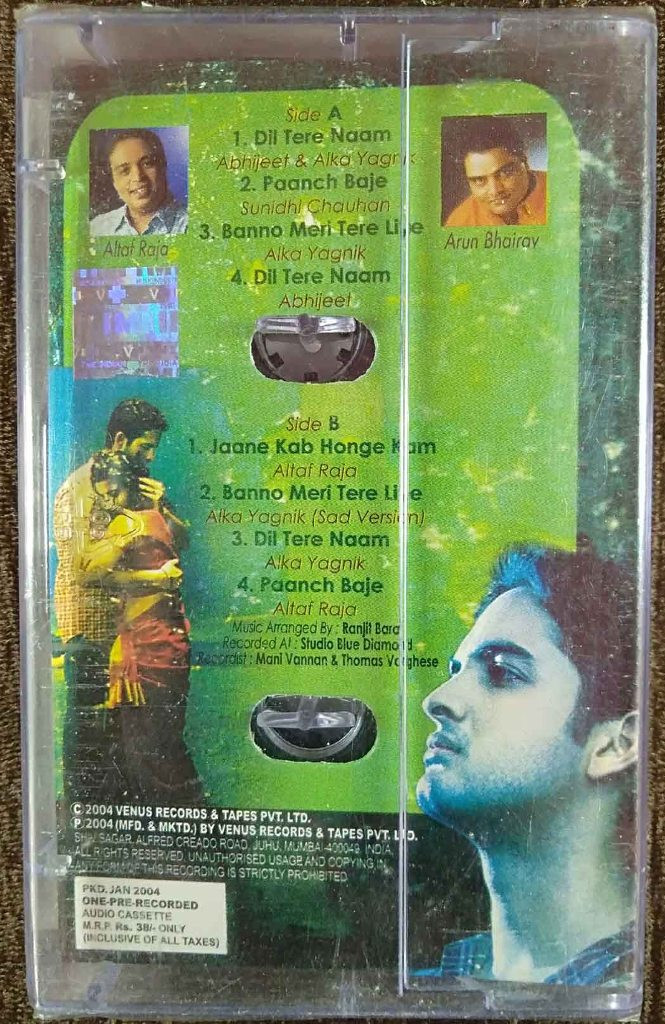 Side A
1. Dil Tere Naam
Abhijeet & Alka Yagnik
2. Paanch Baje
Sunidhi Chauhan
3. Banno Meri Tere Liye
Alka Yagnik
4. Dil Tere Naam
Abhijeet
Altaf Raja
Arun Bhairav
Side B
1. Jaane Kab Honge Kam
Altaf Raja
2. Banno Meri Tere Liye
Alka Yagnik (Sad Version)
3. Dil Tere Naam
Alka Yagnik
4. Paanch Baje
Altaf Raja
Music Arranged By : Ranjit Barot
Recorded At : Studio Blue Diamond
Recordist : Mani Vannan & Thomas Varghese
C 2004 VENUS RECORDS & TAPES PVT. LTD.
P. 2004 (MFD. & MKTD.) BY VENUS RECORDS & TAPES PVT. LTD.
SHIV SAGAR, ALFRED CREADO ROAD, JUHU, MUMBAI-400049, INDIA.
ALL RIGHTS RESERVED. UNAUTHORISED USAGE AND COPYING IN
ANY FORM OF THIS RECORDING IS STRICTLY PROHIBITED
PKD. JAN 2004
ONE-PRE-RECORDED
AUDIO CASSETTE
M.R.P. Rs. 38/- ONLY
(INCLUSIVE OF ALL TAXES)